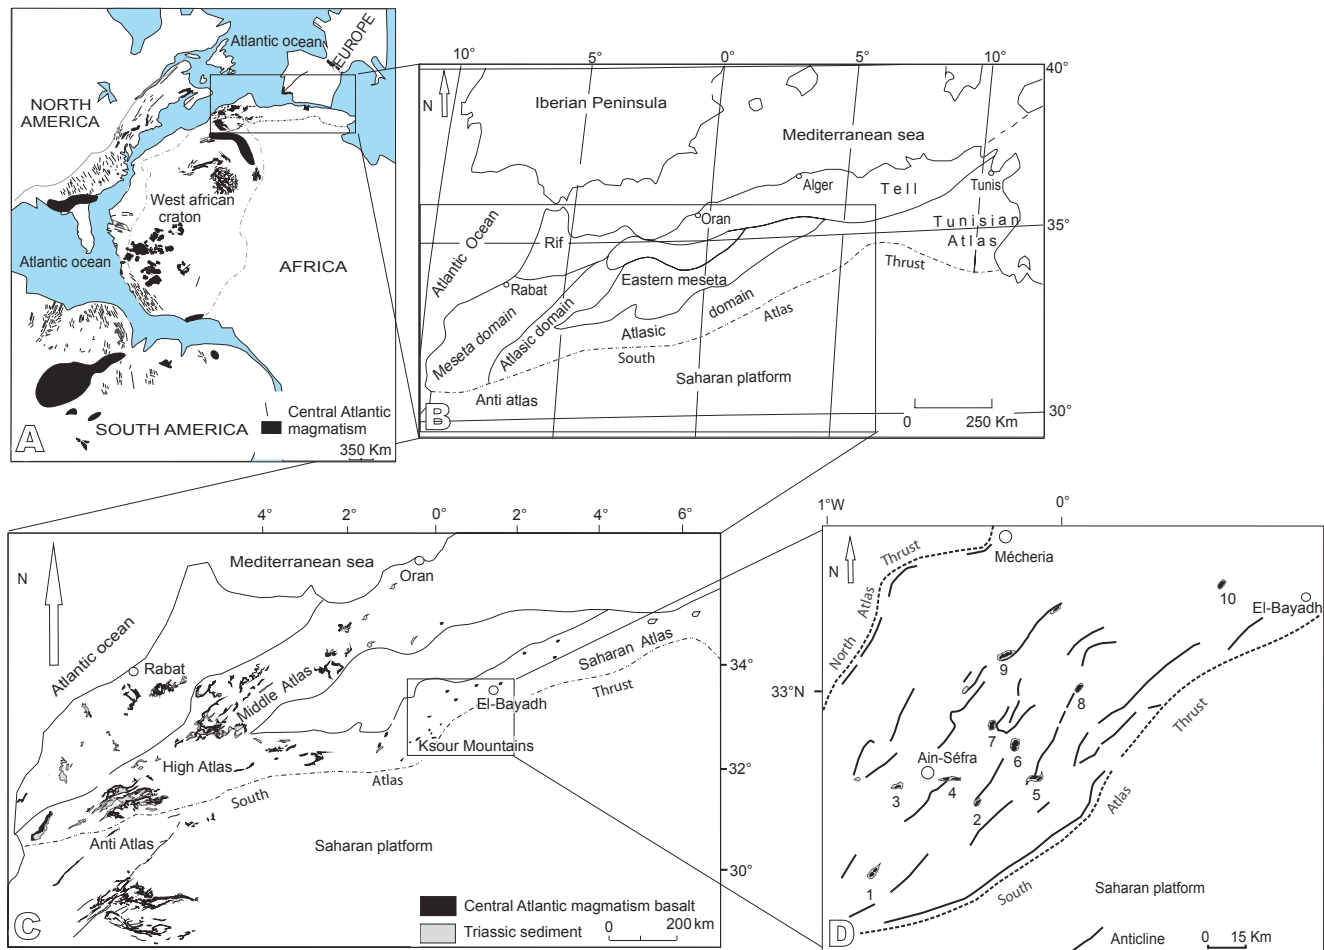 Atlantic ocean
EUROPE
NORTH
AMERICA
West african
craton
Atlantic ocean
AFRICA
SOUTH AMERICA
Central Atlantic
magmatism
350 Km
A
10°
5°
0°
5°
10°
40°
N
Iberian Peninsula
Mediterranean sea
Alger
Tell
Tunis
Oran
Tunisian
Atlas
35°
Atlantic Ocean
Rif
Thrust
Eastern meseta
Rabat
domain
Atlas
Meseta domain
Atlasic domain
Atlasic
South
Saharan platform
Anti atlas
30°
0 250 Km
B
4°
2°
0°
2°
4°
6°
N
Mediterranean sea
Oran
Atlantic ocean
Rabat
Middle Atlas
Saharan Atlas
34°
Thrust
El-Bayadh
Ksour Mountains
High Atlas
32°
Atlas
South
Anti Atlas
Saharan platform
30°
Central Atlantic magmatism basalt
Triassic sediment
0 200 km
C
1°W
0°
N
Thrust
Mécheria
Atlas
North
10
El-Bayadh
9
33°N
8
Thrust
7
Ain-Séfra
6
3
4
5
Atlas
2
1
South
Saharan platform
Anticline
0 15 Km
D